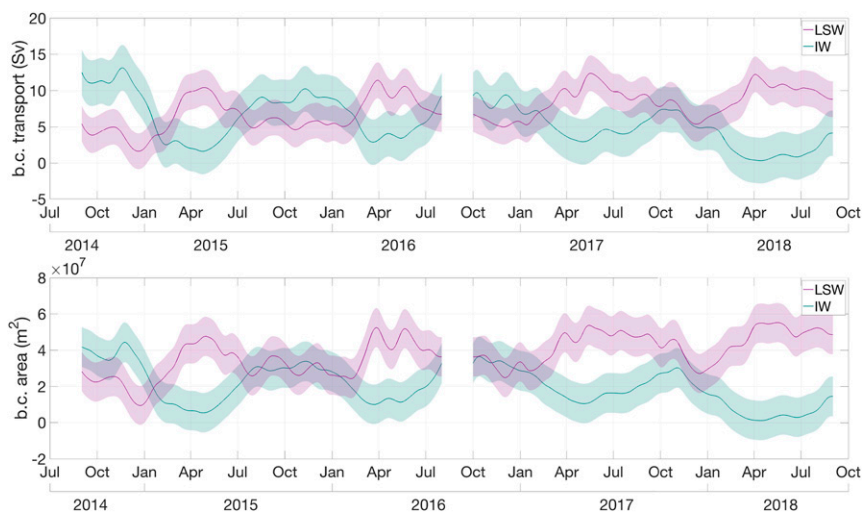 20
15
10
5
0
-5
b.c. transport (Sv)
LSW
IW
Jul Oct Jan Apr Jul Oct Jan Apr Jul Oct Jan Apr Jul Oct Jan Apr Jul Oct
2014 2015 2016 2017 2018
×10⁷
8
6
4
2
0
-2
b.c. area (m²)
LSW
IW
Jul Oct Jan Apr Jul Oct Jan Apr Jul Oct Jan Apr Jul Oct Jan Apr Jul Oct
2014 2015 2016 2017 2018